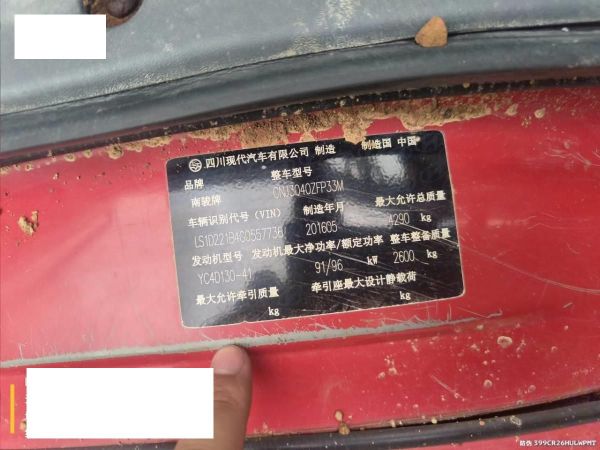 四川现代汽车有限公司 制造 制造国 中国
品牌 整车型号
南骏牌 CNJ3040ZFP33M
车辆识别代号(VIN) 制造年月 最大允许总质量
LS1D221B4G0557736 201605 4290 kg
发动机型号 发动机最大净功率/额定功率 整车整备质量
YC4D130-41 91/96 kW 2600 kg
最大允许牵引质量 牵引座最大设计静载荷
kg kg
防伪 399CR26HULWPMT